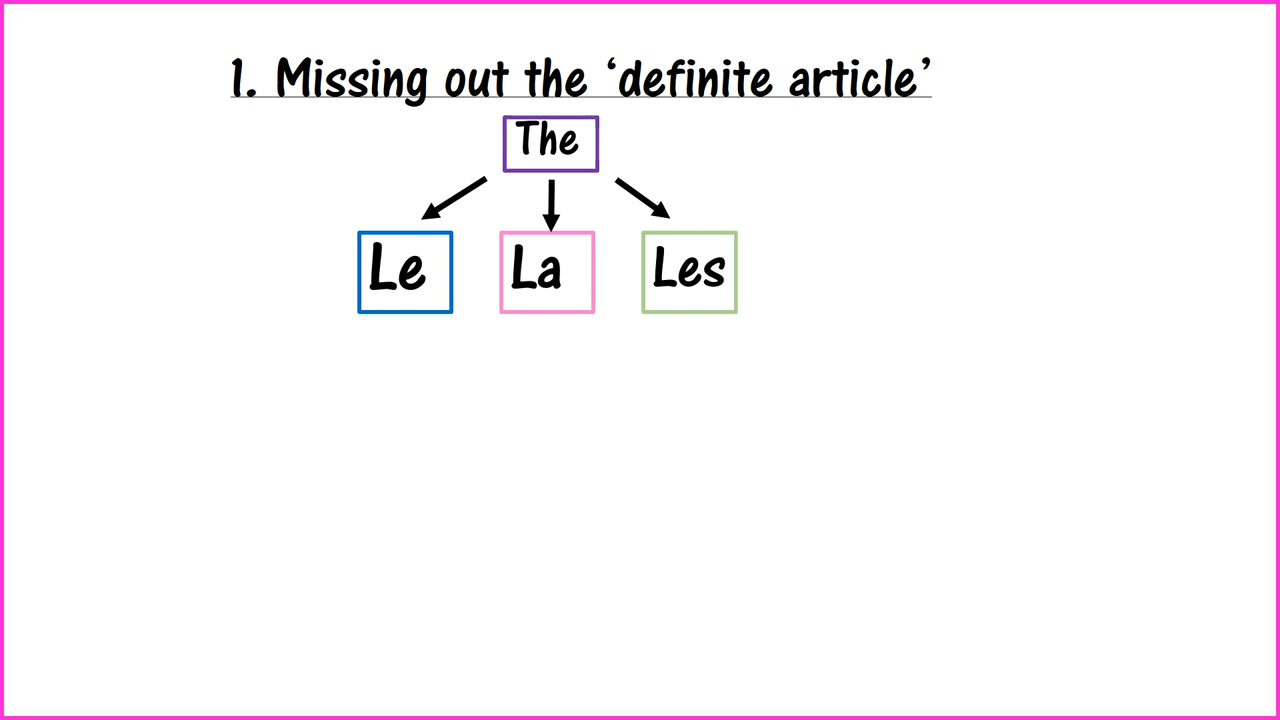 1. Missing out the ‘definite article’
The
Le La Les